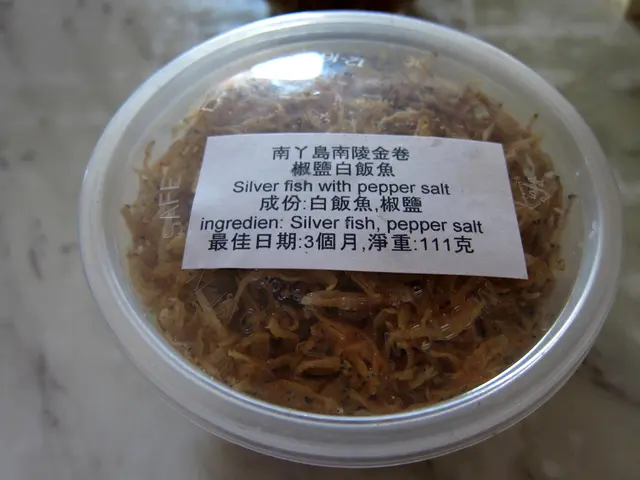 南丫島南陵金卷
椒鹽白飯魚
Silver fish with pepper salt
成份:白飯魚,椒鹽
ingredien: Silver fish, pepper salt
最佳日期:3個月,淨重:111克
SAFE